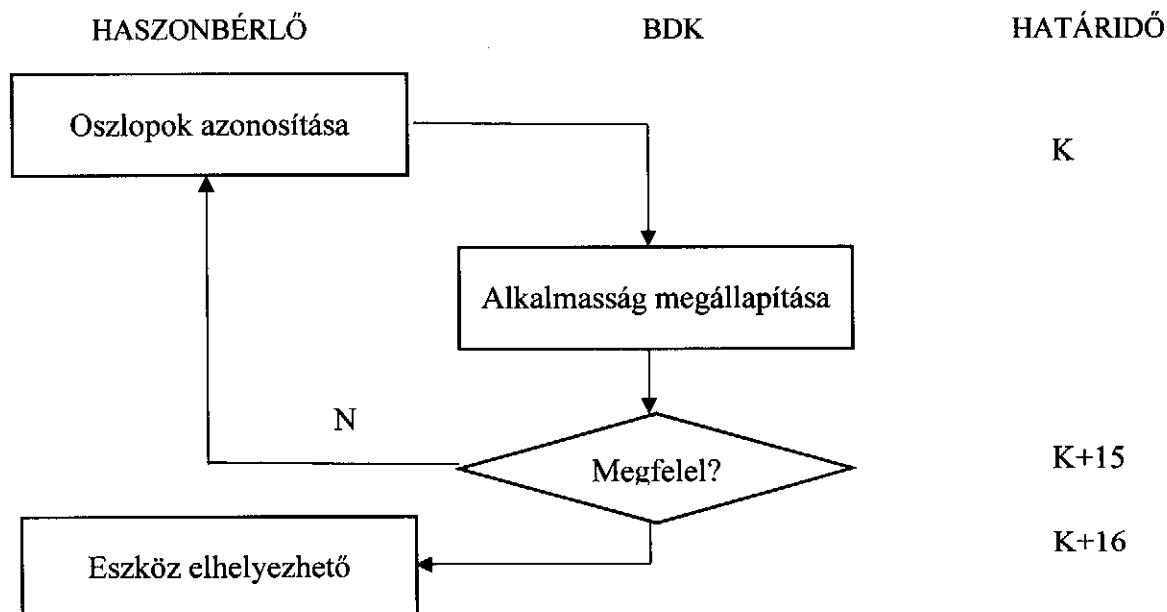 HASZONBÉRLŐ BDK HATÁRIDŐ
Oszlopok azonosítása
K
Alkalmasság megállapítása
N
Megfelel?
K+15
K+16
Eszköz elhelyezhető